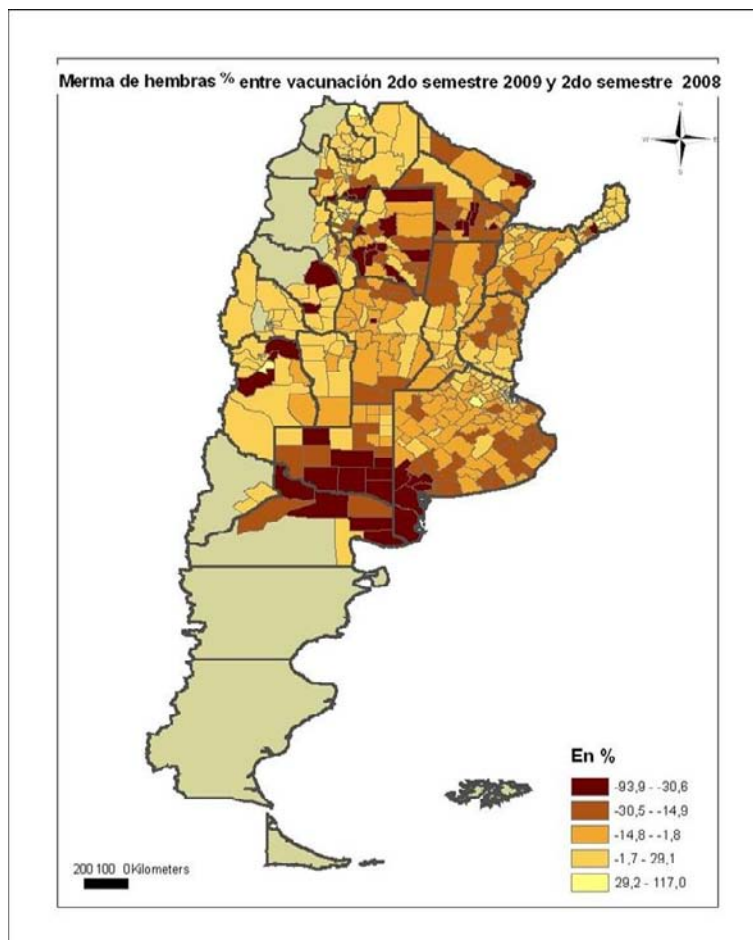 Merma de hembras % entre vacunación 2do semestre 2009 y 2do semestre 2008
N
W E
S
En %
-93,9 - -30,6
-30,5 - -14,9
-14,8 - -1,8
-1,7 - 29,1
29,2 - 117,0
200 100 0 Kilometers